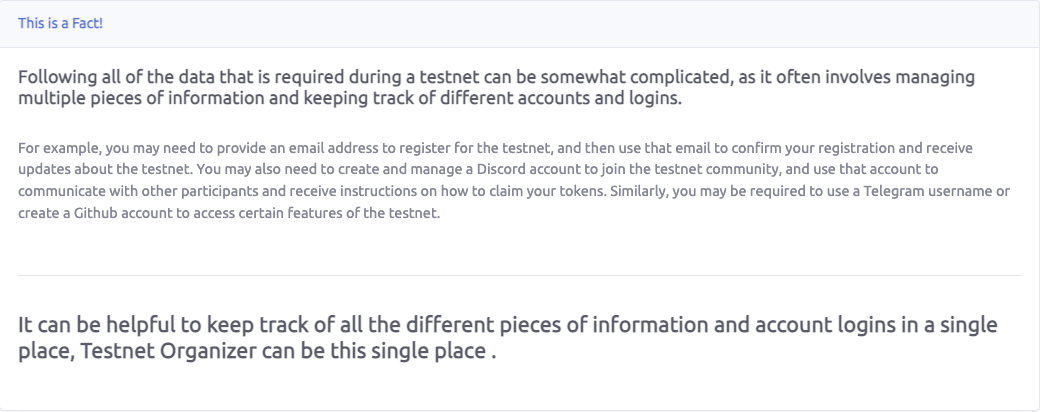 This is a Fact!
Following all of the data that is required during a testnet can be somewhat complicated, as it often involves managing
multiple pieces of information and keeping track of different accounts and logins.
For example, you may need to provide an email address to register for the testnet, and then use that email to confirm your registration and receive
updates about the testnet. You may also need to create and manage a Discord account to join the testnet community, and use that account to
communicate with other participants and receive instructions on how to claim your tokens. Similarly, you may be required to use a Telegram username or
create a Github account to access certain features of the testnet.
It can be helpful to keep track of all the different pieces of information and account logins in a single
place, Testnet Organizer can be this single place .